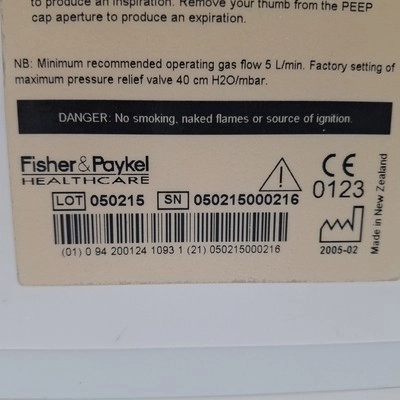 to produce an inspiration. Remove your thumb from the PEEP
cap aperture to produce an expiration.
NB: Minimum recommended operating gas flow 5 L/min. Factory setting of
maximum pressure relief valve 40 cm H2O/mbar.
DANGER: No smoking, naked flames or source of ignition.
Fisher&Paykel
HEALTHCARE
CE
0123
LOT 050215 SN 050215000216
(01) 0 94 200124 1093 1 (21) 050215000216
2005-02
Made in New Zealand